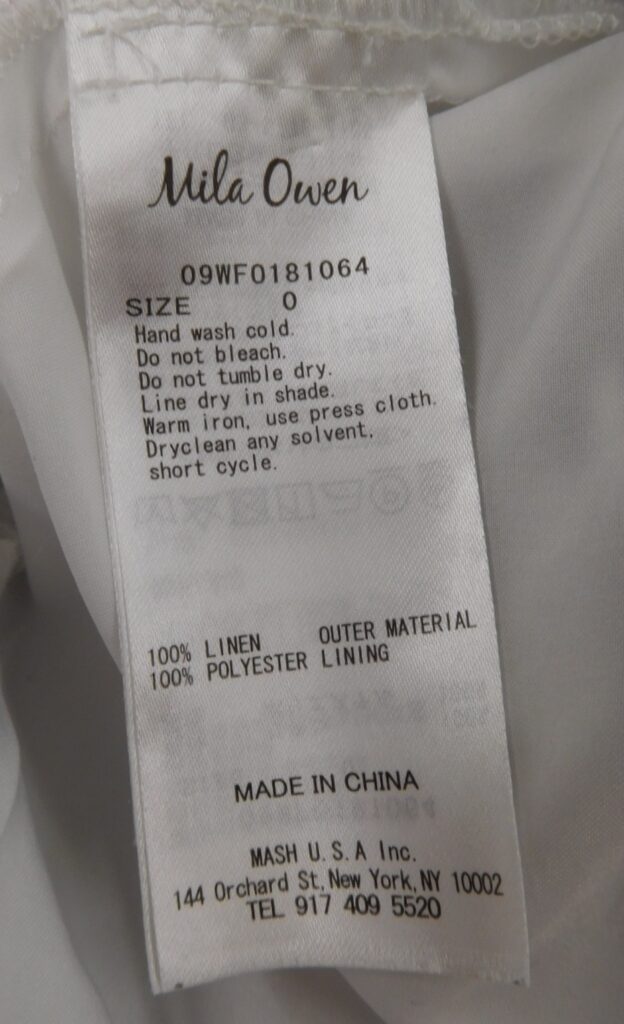 Mila Owen
09WF0181064
SIZE 0
Hand wash cold.
Do not bleach.
Do not tumble dry.
Line dry in shade.
Warm iron, use press cloth.
Dryclean any solvent.
short cycle.
100% LINEN OUTER MATERIAL
100% POLYESTER LINING
MADE IN CHINA
MASH U.S.A Inc.
144 Orchard St,New York,NY 10002
TEL 917 409 5520